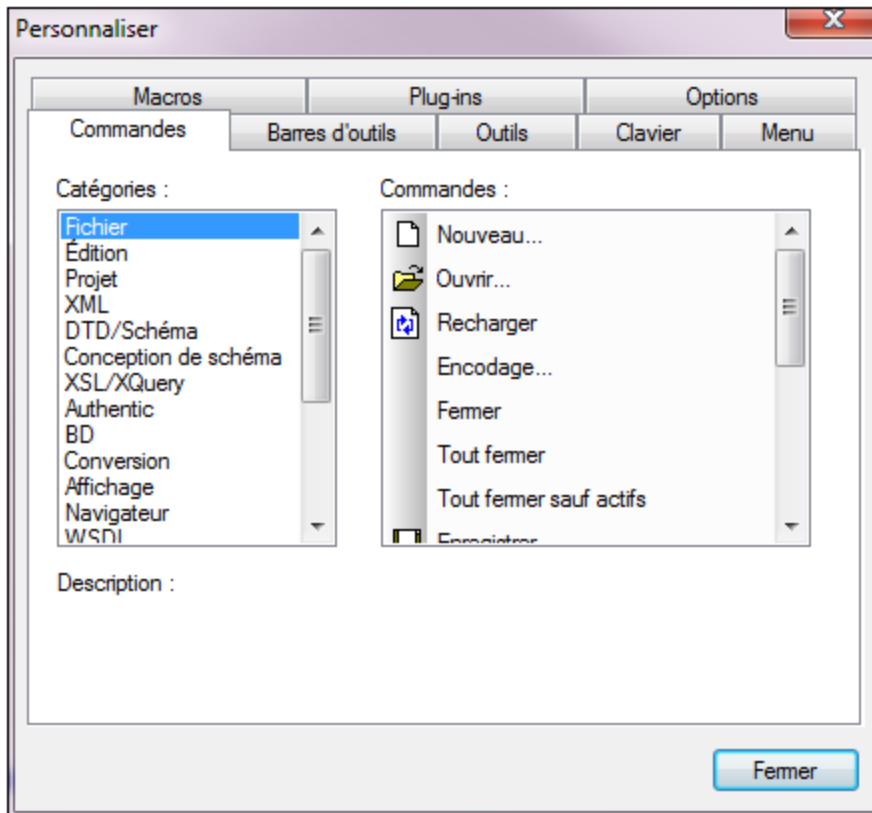 Personnaliser
Macros
Plug-ins
Options
Commandes
Barres d'outils
Outils
Clavier
Menu
Catégories :
Fichier
Édition
Projet
XML
DTD/Schéma
Conception de schéma
XSL/XQuery
Authentic
BD
Conversion
Affichage
Navigateur
WSDL
Commandes :
Nouveau...
Ouvrir...
Recharger
Encodage...
Fermer
Tout fermer
Tout fermer sauf actifs
Enregistrer
Description :
Fermer